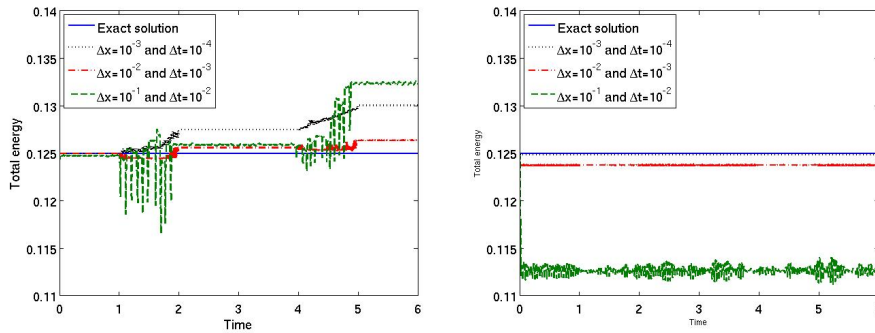 0.14
0.135
0.13
0.125
0.12
0.115
0.11
Total energy
Exact solution
Δx=10⁻³ and Δt=10⁻⁴
Δx=10⁻² and Δt=10⁻³
Δx=10⁻¹ and Δt=10⁻²
0 1 2 3 4 5 6
Time
0.14
0.135
0.13
0.125
0.12
0.115
0.11
Total energy
Exact solution
Δx=10⁻³ and Δt=10⁻⁴
Δx=10⁻² and Δt=10⁻³
Δx=10⁻¹ and Δt=10⁻²
0 1 2 3 4 5 6
Time